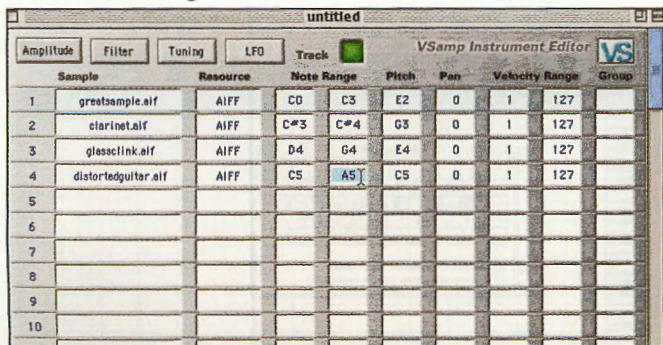 untitled
Amplitude Filter Tuning LFO Track VSamp Instrument Editor VS
Sample Resource Note Range Pitch Pan Velocity Range Group
1 greatsample.aif AIFF C0 C3 E2 0 1 127
2 clarinet.aif AIFF C#3 C#4 G3 0 1 127
3 glassclink.aif AIFF D4 G4 E4 0 1 127
4 distortedguitar.aif AIFF C5 A5 C5 0 1 127
5
6
7
8
9
10